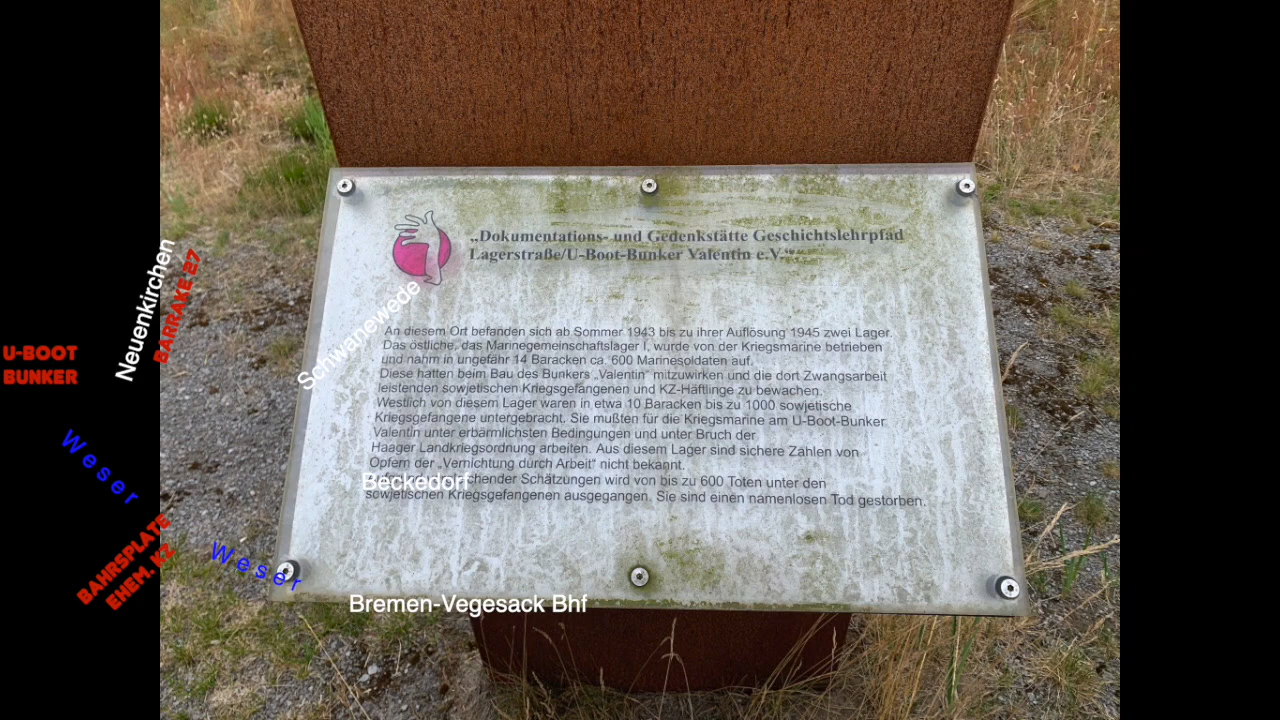 „Dokumentations- und Gedenkstätte Geschichtslehrpfad
Lagerstraße/U-Boot-Bunker Valentin e.V."
An diesem Ort befanden sich ab Sommer 1943 bis zu ihrer Auflösung 1945 zwei Lager.
Das östliche, das Marinegemeinschaftslager I, wurde von der Kriegsmarine betrieben
und nahm in ungefähr 14 Baracken ca. 600 Marinesoldaten auf.
Diese hatten beim Bau des Bunkers „Valentin" mitzuwirken und die dort Zwangsarbeit
leistenden sowjetischen Kriegsgefangenen und KZ-Häftlinge zu bewachen.
Westlich von diesem Lager waren in etwa 10 Baracken bis zu 1000 sowjetische
Kriegsgefangene untergebracht. Sie mußten für die Kriegsmarine am U-Boot-Bunker
Valentin unter erbärmlichsten Bedingungen und unter Bruch der
Haager Landkriegsordnung arbeiten. Aus diesem Lager sind sichere Zahlen von
Opfern der „Vernichtung durch Arbeit" nicht bekannt.
Schätzungen wird von bis zu 600 Toten unter den
sowjetischen Kriegsgefangenen ausgegangen. Sie sind einen namenlosen Tod gestorben.
Neuenkirchen
BARRAKE 27
Schwanewede
U-BOOT
BUNKER
Weser
Beckedorf
BAHRSPLATE
EHEM. KZ
Weser
Bremen-Vegesack Bhf